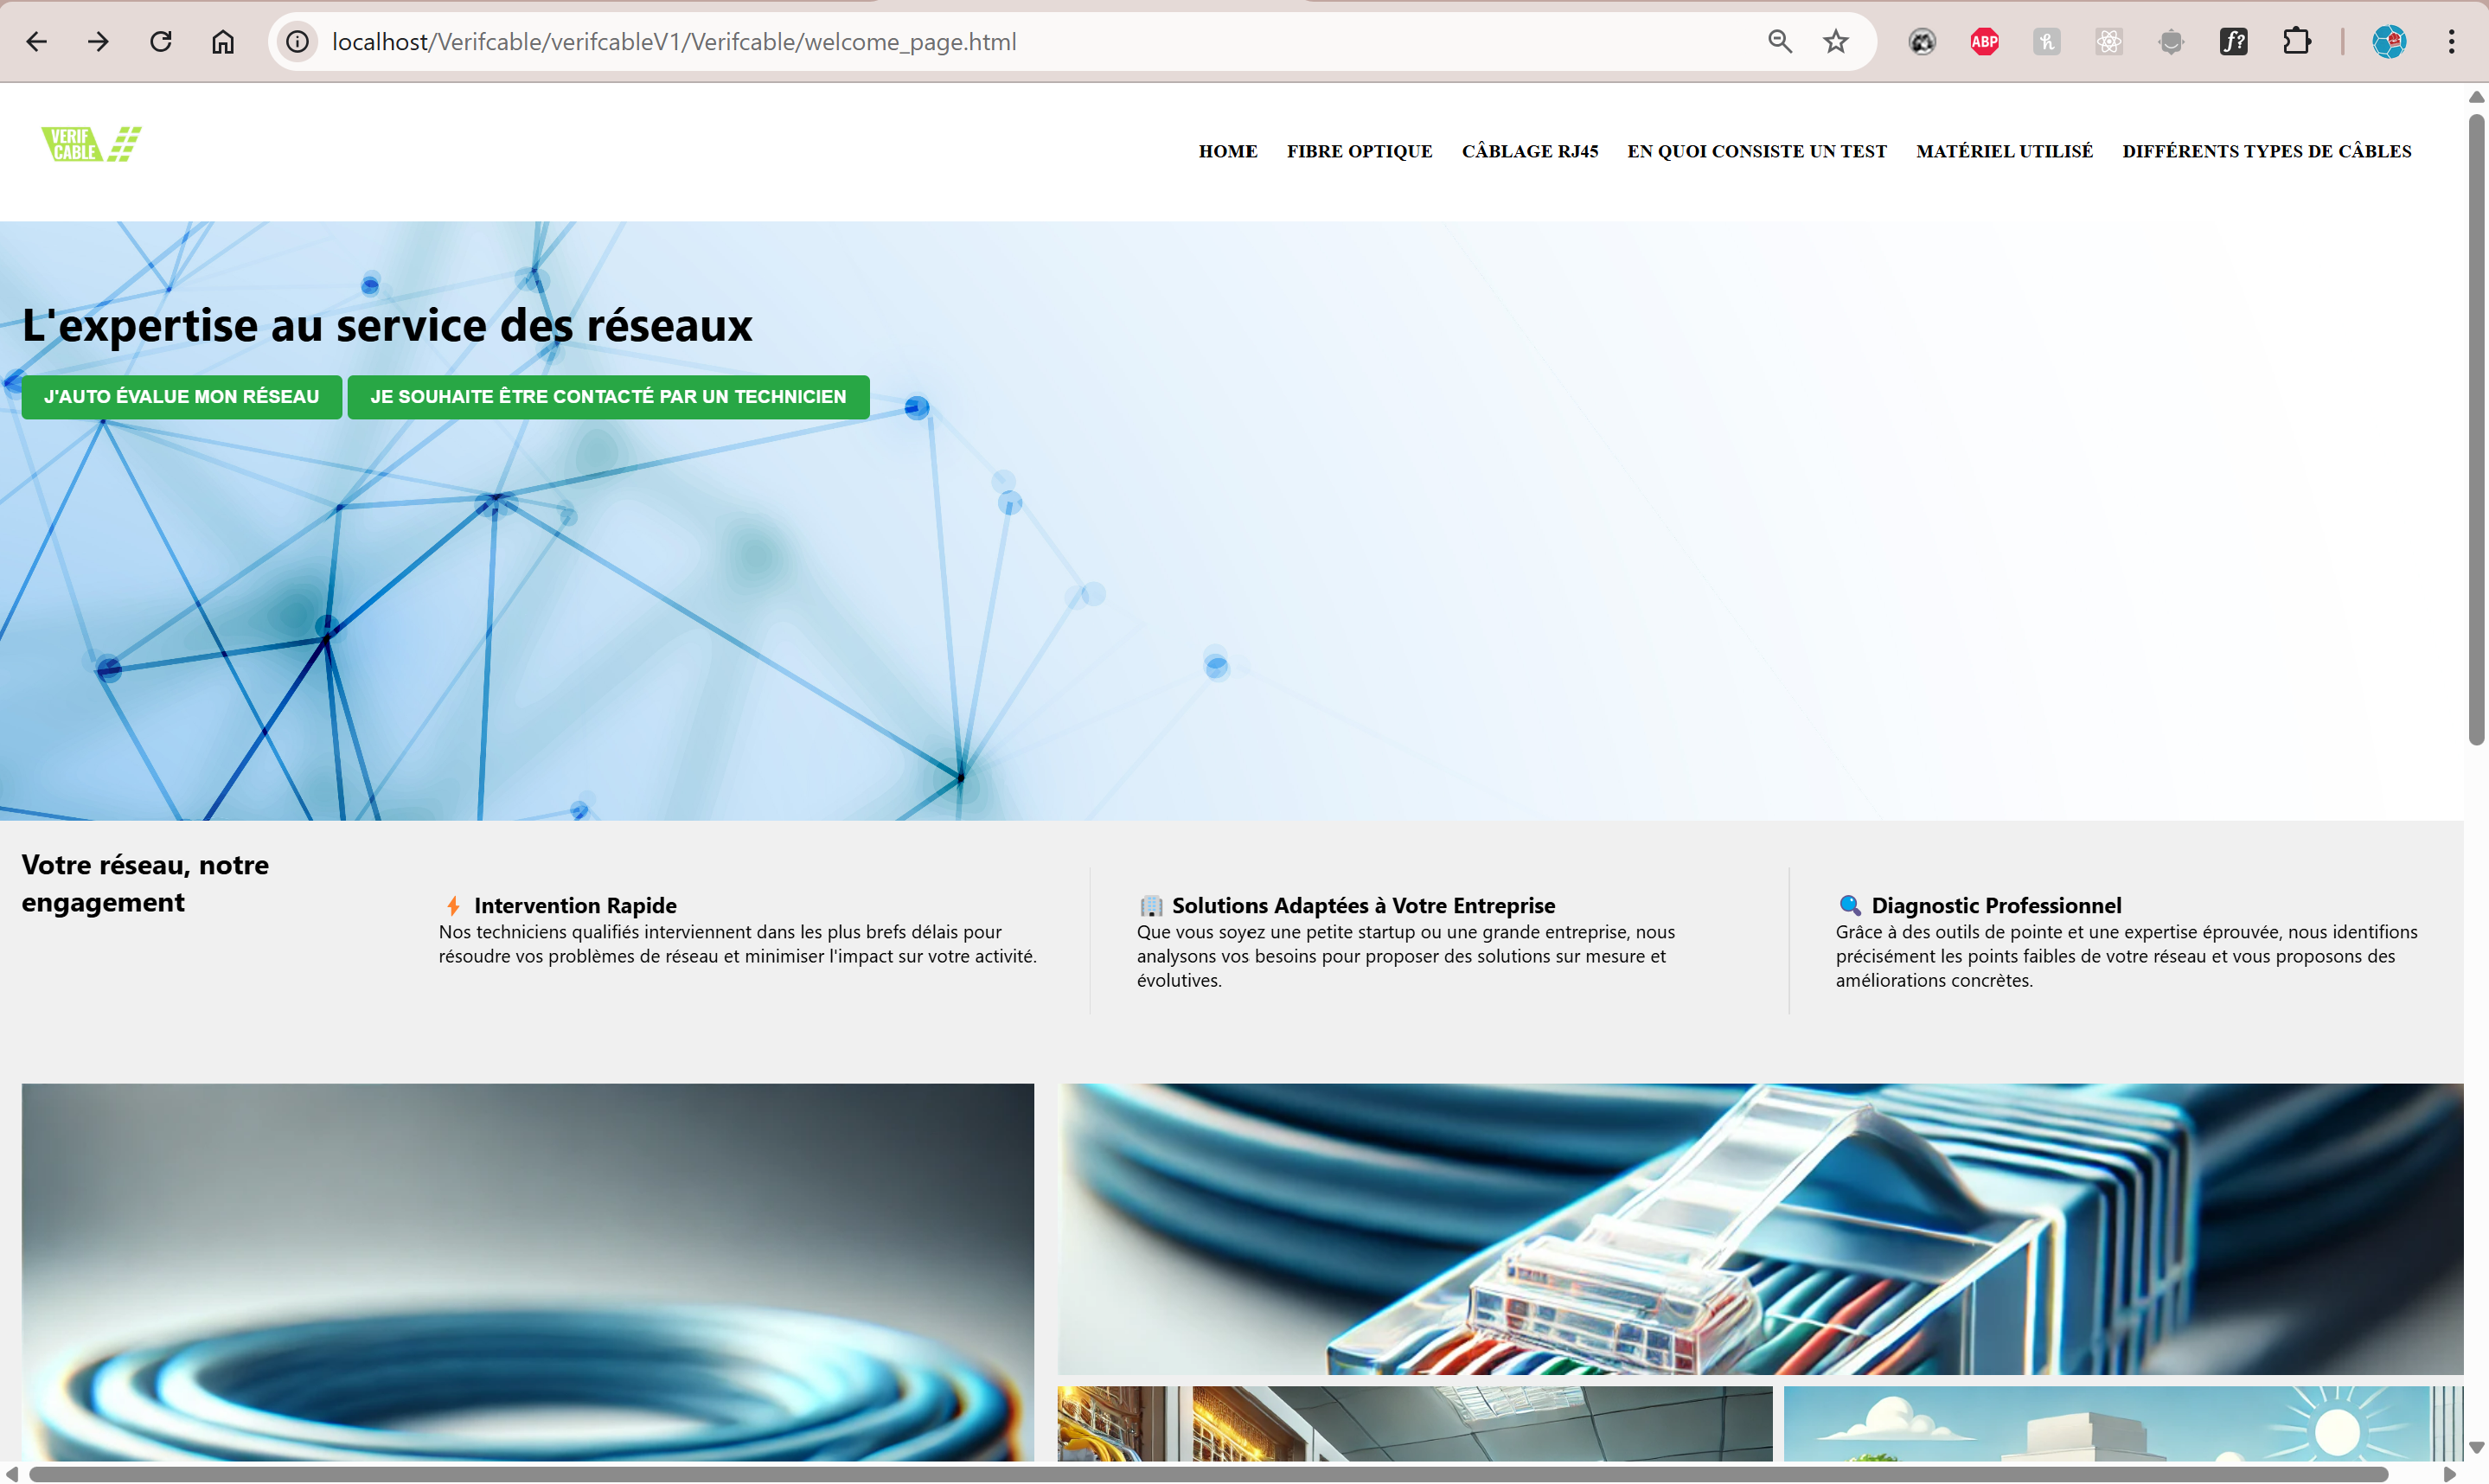 localhost/Verifcable/verifcableV1/Verifcable/welcome_page.html
ABP
f?
VERIF
CABLE
HOME FIBRE OPTIQUE CÂBLAGE RJ45 EN QUOI CONSISTE UN TEST MATÉRIEL UTILISÉ DIFFÉRENTS TYPES DE CÂBLES
L'expertise au service des réseaux
J'AUTO ÉVALUE MON RÉSEAU JE SOUHAITE ÊTRE CONTACTÉ PAR UN TECHNICIEN
Votre réseau, notre
engagement
Intervention Rapide
Nos techniciens qualifiés interviennent dans les plus brefs délais pour
résoudre vos problèmes de réseau et minimiser l'impact sur votre activité.
Solutions Adaptées à Votre Entreprise
Que vous soyez une petite startup ou une grande entreprise, nous
analysons vos besoins pour proposer des solutions sur mesure et
évolutives.
Diagnostic Professionnel
Grâce à des outils de pointe et une expertise éprouvée, nous identifions
précisément les points faibles de votre réseau et vous proposons des
améliorations concrètes.